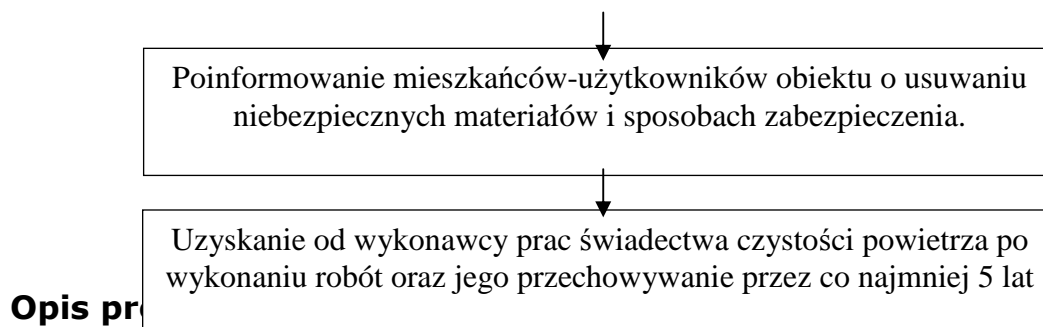 Poinformowanie mieszkańców-użytkowników obiektu o usuwaniu
niebezpiecznych materiałów i sposobach zabezpieczenia.
Uzyskanie od wykonawcy prac świadectwa czystości powietrza po
wykonaniu robót oraz jego przechowywanie przez co najmniej 5 lat
Opis